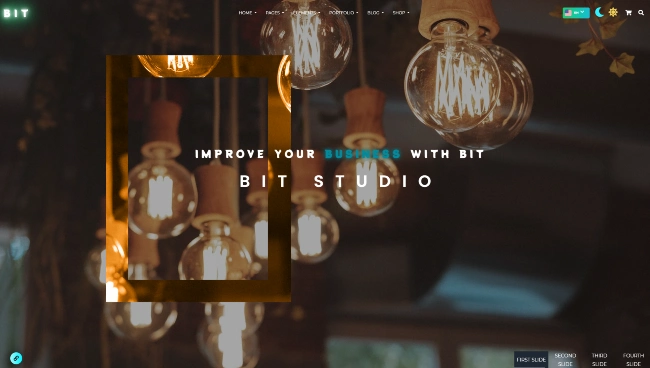 BIT
HOME PAGES ELEMENTS PORTFOLIO BLOG SHOP
IMPROVE YOUR BUSINESS WITH BIT
BIT STUDIO
FIRST SLIDE
SECOND SLIDE
THIRD SLIDE
FOURTH SLIDE